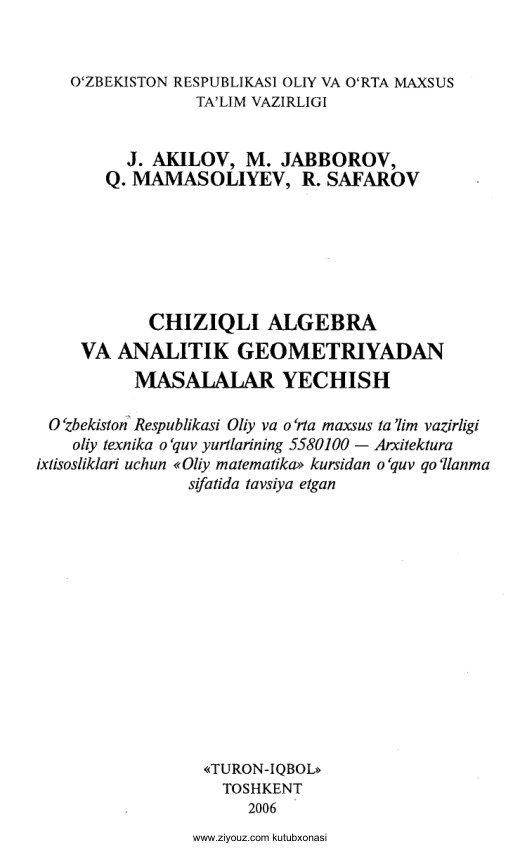 O‘ZBEKISTON RESPUBLIKASI OLIY VA O‘RTA MAXSUS
TA’LIM VAZIRLIGI
J. AKILOV, M. JABBOROV,
Q. MAMASOLIYEV, R. SAFAROV
CHIZIQLI ALGEBRA
VA ANALITIK GEOMETRIYADAN
MASALALAR YECHISH
O‘zbekiston Respublikasi Oliy va o‘rta maxsus ta’lim vazirligi
oliy texnika o‘quv yurtlarining 5580100 — Arxitektura
ixtisosliklari uchun «Oliy matematika» kursidan o‘quv qo‘llanma
sifatida tavsiya etgan
«TURON-IQBOL»
TOSHKENT
2006
www.ziyouz.com kutubxonasi